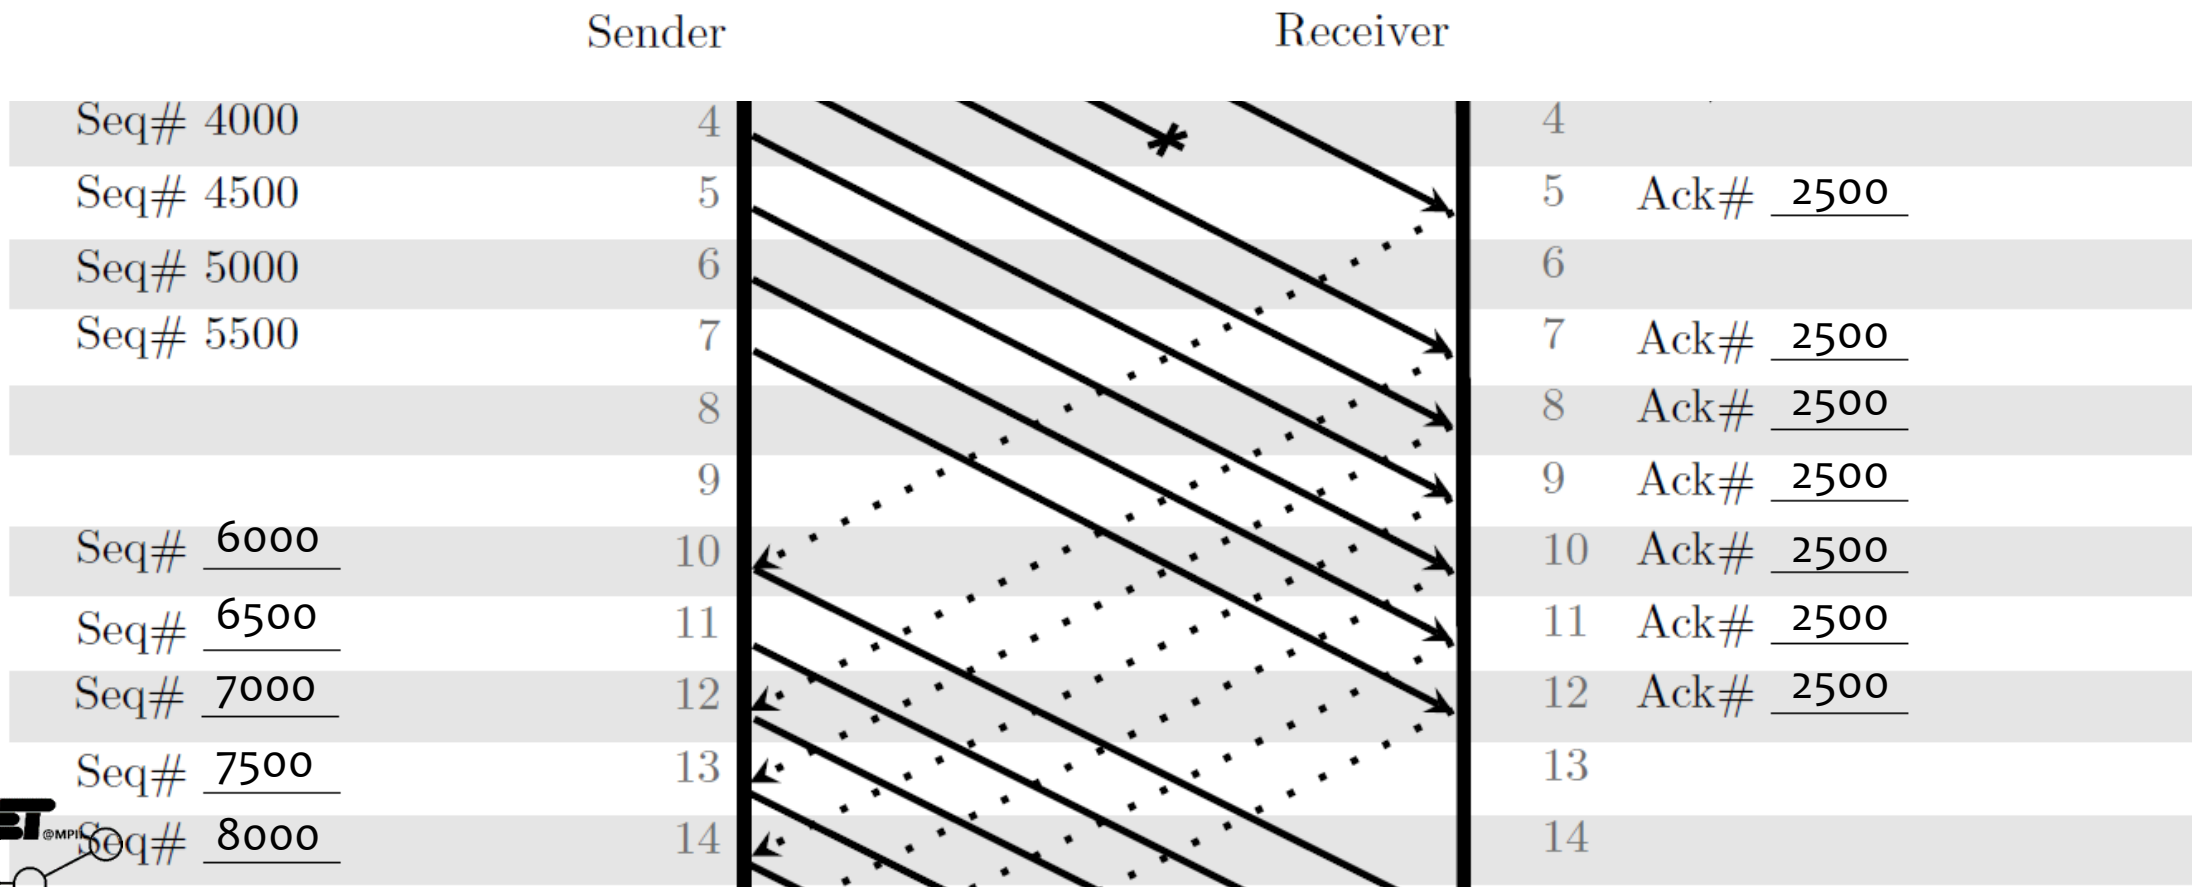 Sender Receiver
Seq# 4000 4 4
Seq# 4500 5 5 Ack# 2500
Seq# 5000 6 6
Seq# 5500 7 7 Ack# 2500
8 8 Ack# 2500
9 9 Ack# 2500
Seq# 6000 10 10 Ack# 2500
Seq# 6500 11 11 Ack# 2500
Seq# 7000 12 12 Ack# 2500
Seq# 7500 13 13
Seq# 8000 14 14